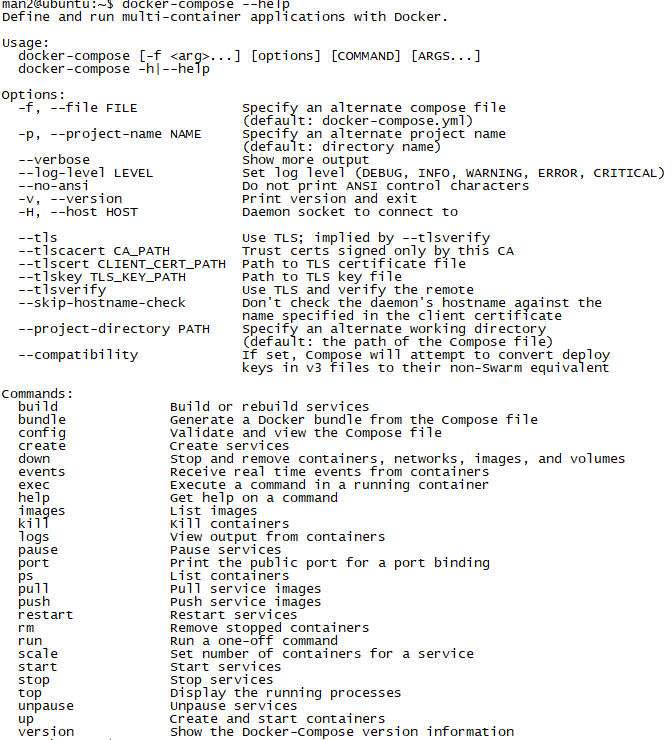 man2@ubuntu:~$ docker-compose --help
Define and run multi-container applications with Docker.

Usage:
  docker-compose [-f <arg>...] [options] [COMMAND] [ARGS...]
  docker-compose -h|--help

Options:
  -f, --file FILE             Specify an alternate compose file
                              (default: docker-compose.yml)
  -p, --project-name NAME     Specify an alternate project name
                              (default: directory name)
  --verbose                   Show more output
  --log-level LEVEL           Set log level (DEBUG, INFO, WARNING, ERROR, CRITICAL)
  --no-ansi                   Do not print ANSI control characters
  -v, --version               Print version and exit
  -H, --host HOST             Daemon socket to connect to

  --tls                       Use TLS; implied by --tlsverify
  --tlscacert CA_PATH         Trust certs signed only by this CA
  --tlscert CLIENT_CERT_PATH  Path to TLS certificate file
  --tlskey TLS_KEY_PATH       Path to TLS key file
  --tlsverify                 Use TLS and verify the remote
  --skip-hostname-check       Don't check the daemon's hostname against the
                              name specified in the client certificate
  --project-directory PATH    Specify an alternate working directory
                              (default: the path of the Compose file)
  --compatibility             If set, Compose will attempt to convert deploy
                              keys in v3 files to their non-Swarm equivalent

Commands:
  build              Build or rebuild services
  bundle             Generate a Docker bundle from the Compose file
  config             Validate and view the Compose file
  create             Create services
  down               Stop and remove containers, networks, images, and volumes
  events             Receive real time events from containers
  exec               Execute a command in a running container
  help               Get help on a command
  images             List images
  kill               Kill containers
  logs               View output from containers
  pause              Pause services
  port               Print the public port for a port binding
  ps                 List containers
  pull               Pull service images
  push               Push service images
  restart            Restart services
  rm                 Remove stopped containers
  run                Run a one-off command
  scale              Set number of containers for a service
  start              Start services
  stop               Stop services
  top                Display the running processes
  unpause            Unpause services
  up                 Create and start containers
  version            Show the Docker-Compose version information